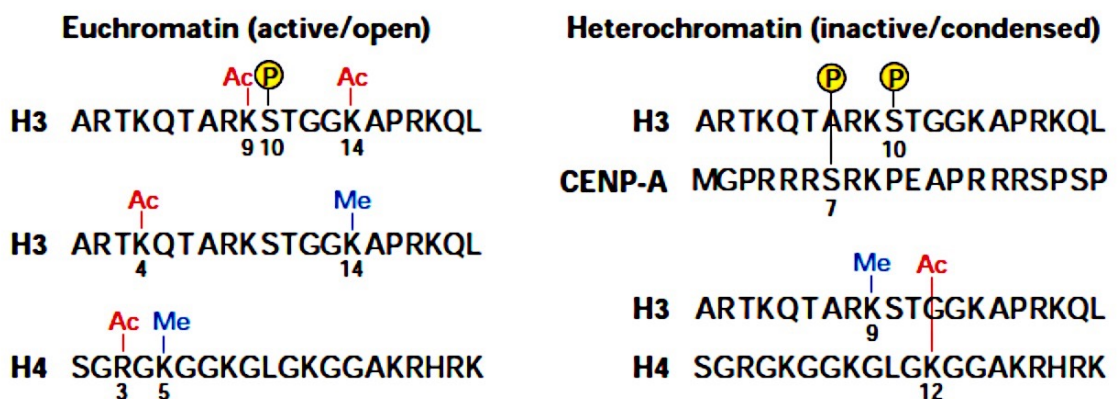 Euchromatin (active/open)
Ac P Ac
H3 ARTKQTARKSTGGKAPRKQL
9 10 14
Ac Me
H3 ARTKQTARKSTGGKAPRKQL
4 14
Ac Me
H4 SGRGKGGKGLGKGGAKRHRK
3 5
Heterochromatin (inactive/condensed)
P P
H3 ARTKQTARKSTGGKAPRKQL
10
CENP-A MGPRRRSRKPEAPRRRSPSP
7
Me Ac
H3 ARTKQTARKSTGGKAPRKQL
9
H4 SGRGKGGKGLGKGGAKRHRK
12